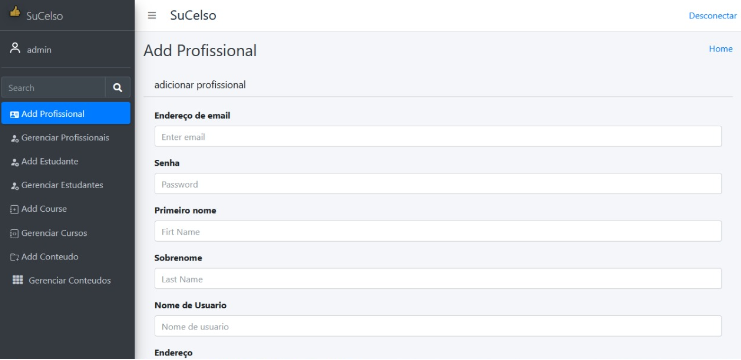 SuCelso
admin
Search
Add Profissional
Gerenciar Profissionais
Add Estudante
Gerenciar Estudantes
Add Course
Gerenciar Cursos
Add Conteudo
Gerenciar Conteudos
SuCelso
Desconectar
Add Profissional
Home
adicionar profissional
Endereço de email
Enter email
Senha
Password
Primeiro nome
Firt Name
Sobrenome
Last Name
Nome de Usuario
Nome de usuario
Endereço